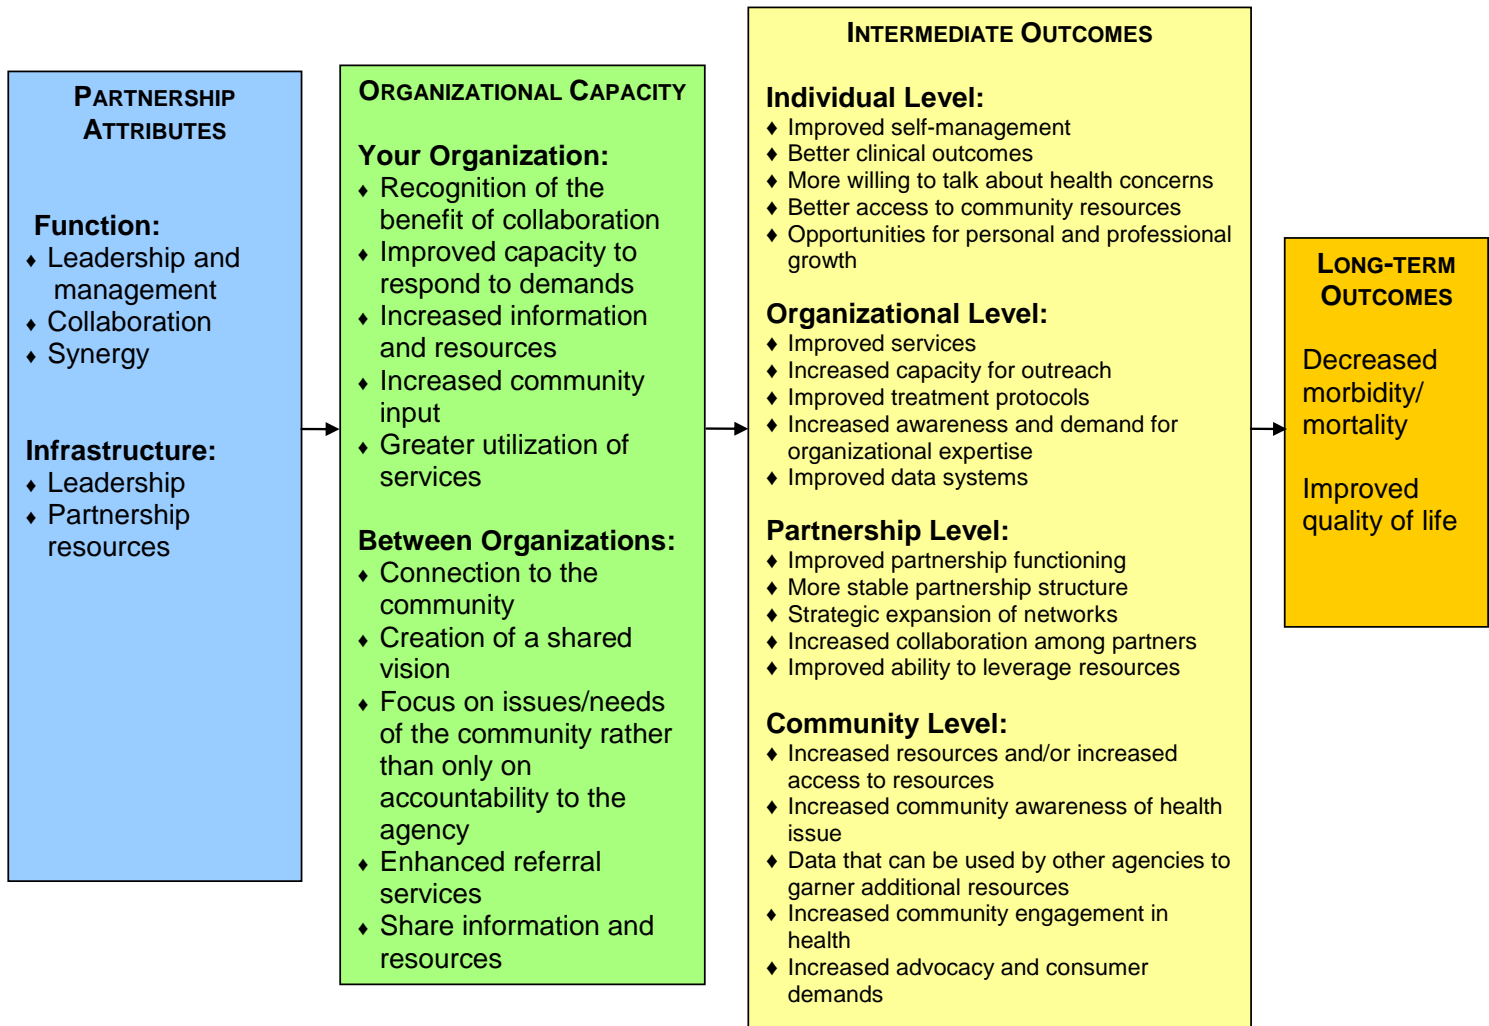 PARTNERSHIP
ATTRIBUTES
Function:
♦ Leadership and
management
♦ Collaboration
♦ Synergy
Infrastructure:
♦ Leadership
♦ Partnership
resources
ORGANIZATIONAL CAPACITY
Your Organization:
♦ Recognition of the
benefit of collaboration
♦ Improved capacity to
respond to demands
♦ Increased information
and resources
♦ Increased community
input
♦ Greater utilization of
services
Between Organizations:
♦ Connection to the
community
♦ Creation of a shared
vision
♦ Focus on issues/needs
of the community rather
than only on
accountability to the
agency
♦ Enhanced referral
services
♦ Share information and
resources
INTERMEDIATE OUTCOMES
Individual Level:
♦ Improved self-management
♦ Better clinical outcomes
♦ More willing to talk about health concerns
♦ Better access to community resources
♦ Opportunities for personal and professional
growth
Organizational Level:
♦ Improved services
♦ Increased capacity for outreach
♦ Improved treatment protocols
♦ Increased awareness and demand for
organizational expertise
♦ Improved data systems
Partnership Level:
♦ Improved partnership functioning
♦ More stable partnership structure
♦ Strategic expansion of networks
♦ Increased collaboration among partners
♦ Improved ability to leverage resources
Community Level:
♦ Increased resources and/or increased
access to resources
♦ Increased community awareness of health
issue
♦ Data that can be used by other agencies to
garner additional resources
♦ Increased community engagement in
health
♦ Increased advocacy and consumer
demands
LONG-TERM
OUTCOMES
Decreased
morbidity/
mortality
Improved
quality of life